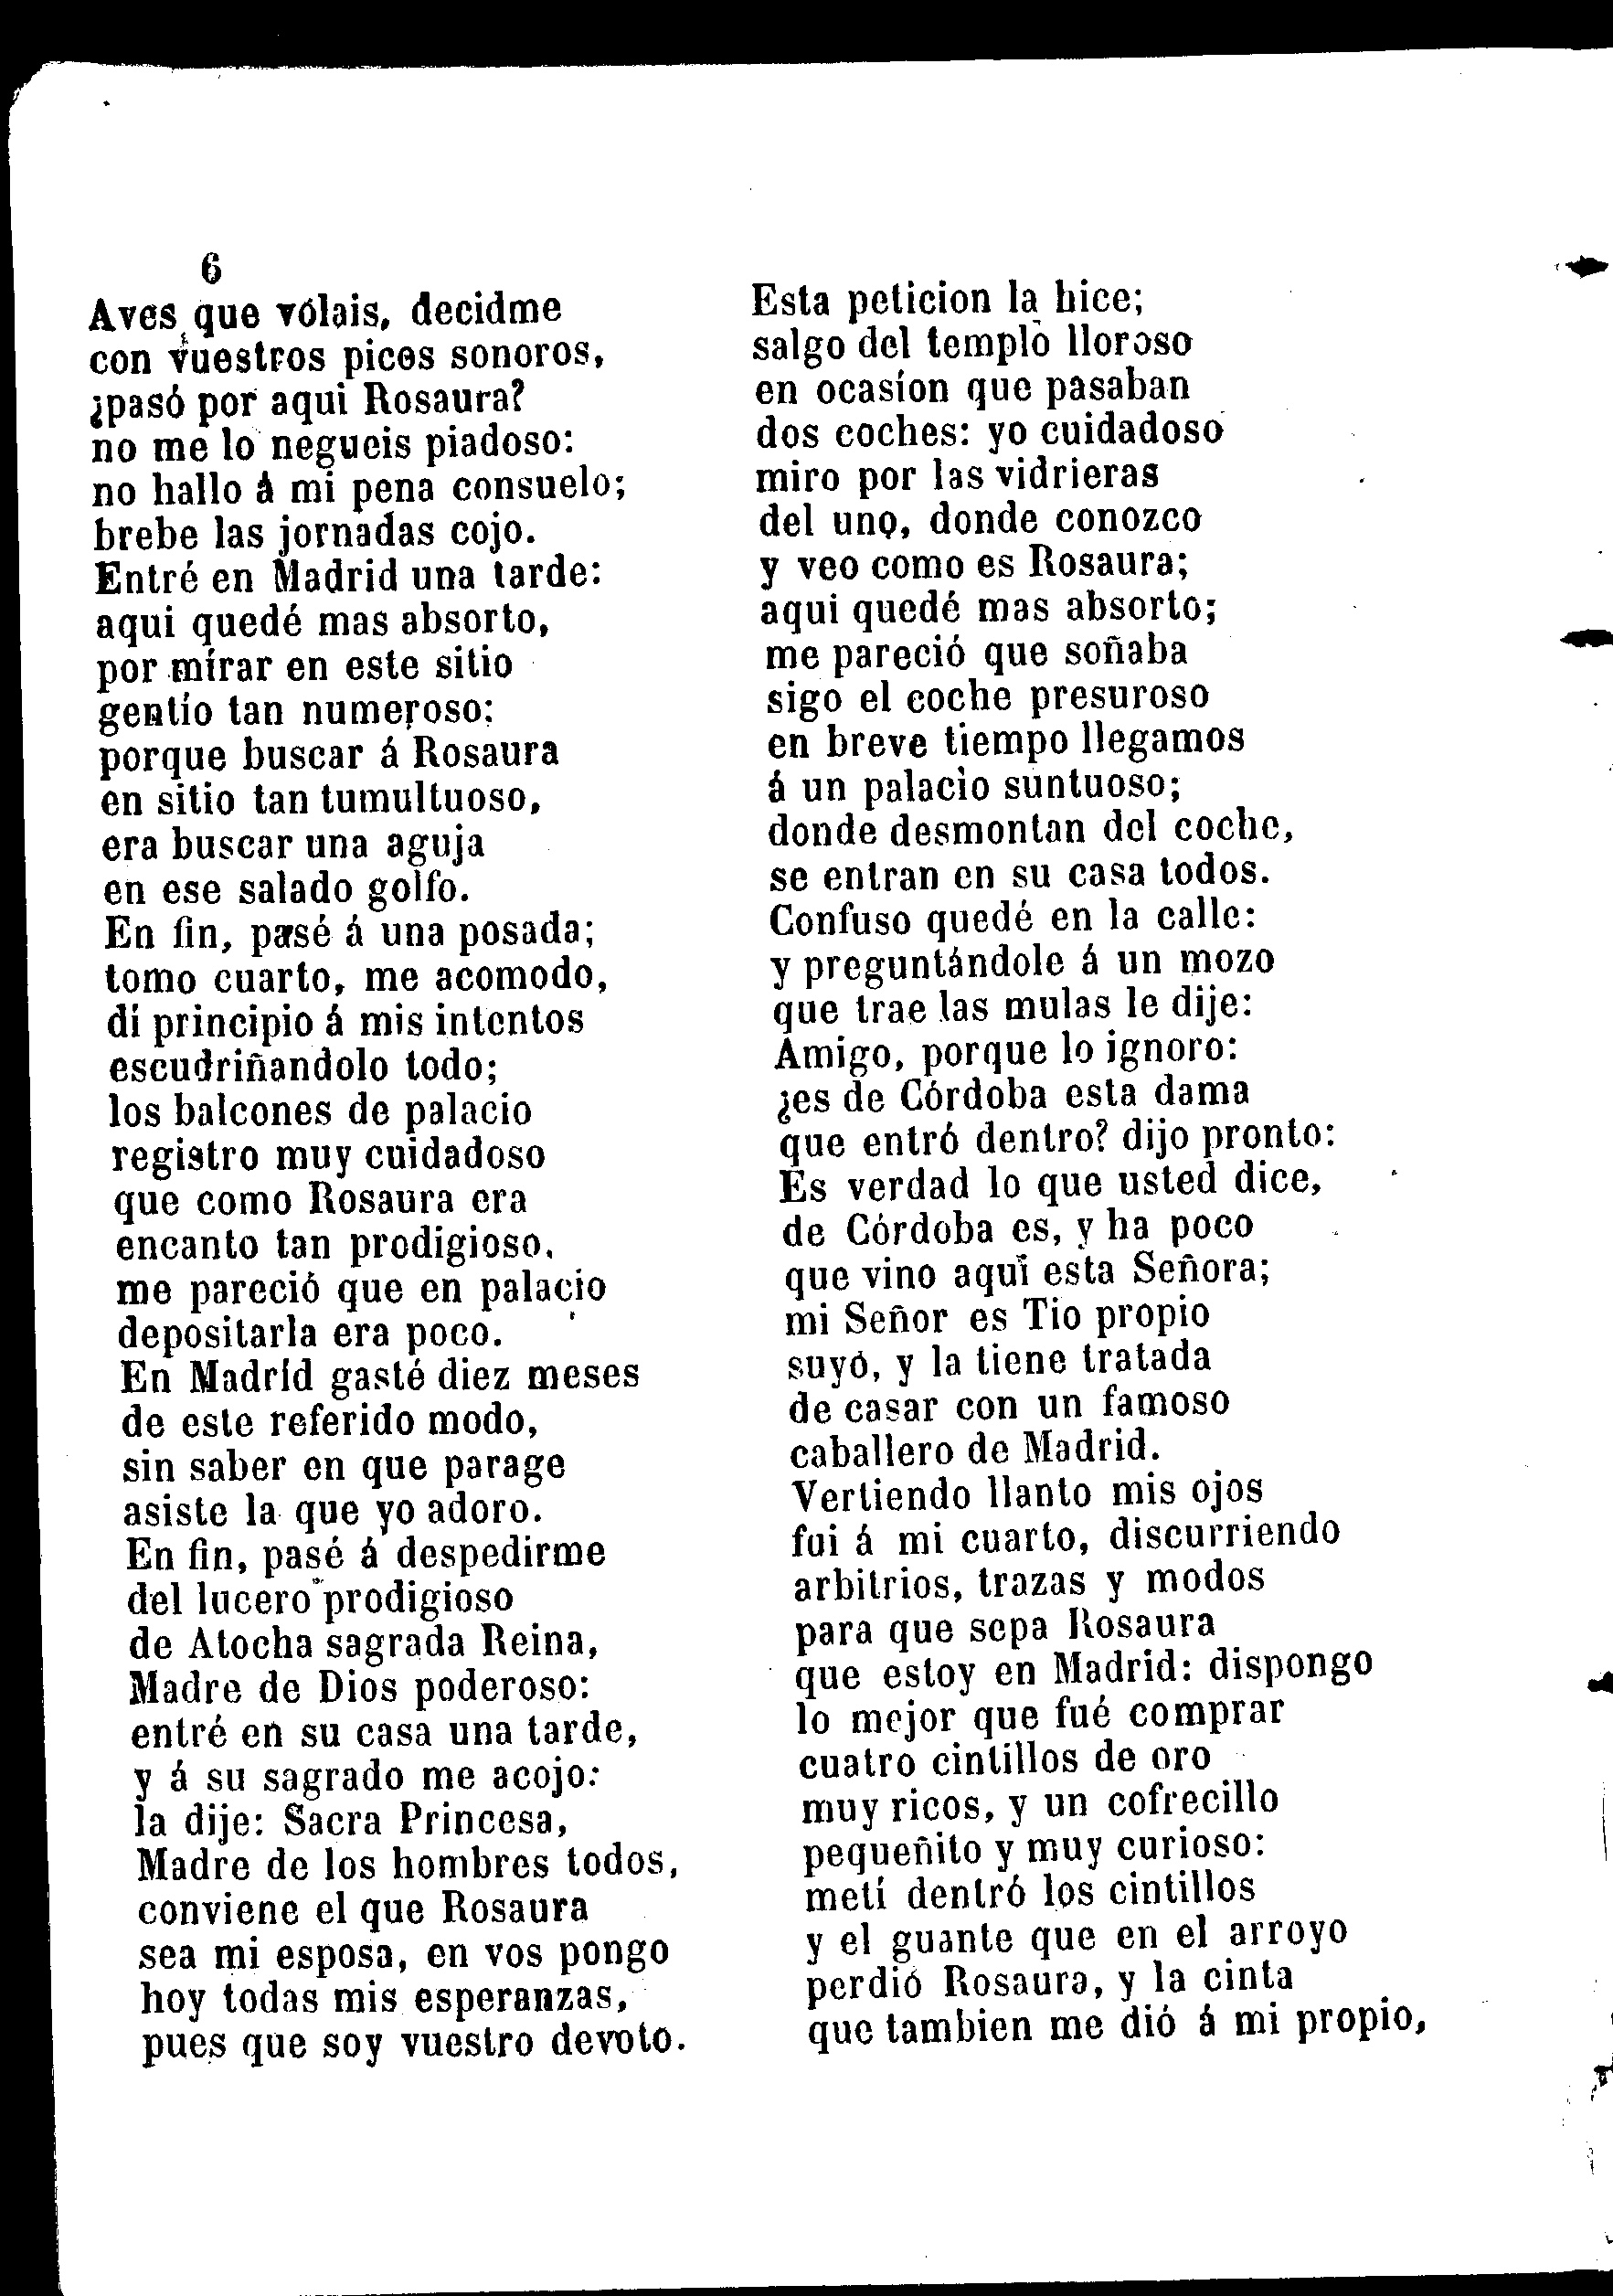 6
Aves que volais, decidme
con vuestros picos sonoros,
¿pasó por aqui Rosaura?
no me lo negueis piadoso:
no hallo á mi pena consuelo;
brebe las jornadas cojo.
Entré en Madrid una tarde:
aqui quedé mas absorto,
por mirar en este sitio
gentío tan numeroso;
porque buscar á Rosaura
en sitio tan tumultuoso,
era buscar una aguja
en ese salado golfo.
En fin, pasé á una posada;
tomo cuarto, me acomodo,
di principio á mis intentos
escudriñandolo todo;
los balcones de palacio
registro muy cuidadoso
que como Rosaura era
encanto tan prodigioso,
me pareció que en palacio
depositarla era poco.
En Madrid gasté diez meses
de este referido modo,
sin saber en que parage
asiste la que yo adoro.
En fin, pasé á despedirme
del lucero prodigioso
de Atocha sagrada Reina,
Madre de Dios poderoso:
entré en su casa una tarde,
y á su sagrado me acojo:
la dije: Sacra Princesa,
Madre de los hombres todos,
conviene el que Rosaura
sea mi esposa, en vos pongo
hoy todas mis esperanzas,
pues que soy vuestro devoto.
Esta peticion la hice;
salgo del templo lloroso
en ocasion que pasaban
dos coches: yo cuidadoso
miro por las vidrieras
del uno, donde conozco
y veo como es Rosaura;
aqui quedé mas absorto;
me pareció que soñaba
sigo el coche presuroso
en breve tiempo llegamos
á un palacio suntuoso;
donde desmontan del coche,
se entran en su casa todos.
Confuso quedé en la calle:
y preguntándole á un mozo
que trae las mulas le dije:
Amigo, porque lo ignoro:
¿es de Córdoba esta dama
que entró dentro? dijo pronto:
Es verdad lo que usted dice,
de Córdoba es, y ha poco
que vino aqui esta Señora;
mi Señor es Tio propio
suyo, y la tiene tratada
de casar con un famoso
caballero de Madrid.
Vertiendo llanto mis ojos
fui á mi cuarto, discurriendo
arbitrios, trazas y modos
para que sepa Rosaura
que estoy en Madrid: dispongo
lo mejor que fué comprar
cuatro cintillos de oro
muy ricos, y un cofrecillo
pequeñito y muy curioso:
metí dentró los cintillos
y el guante que en el arroyo
perdió Rosaura, y la cinta
que tambien me dió á mi propio,